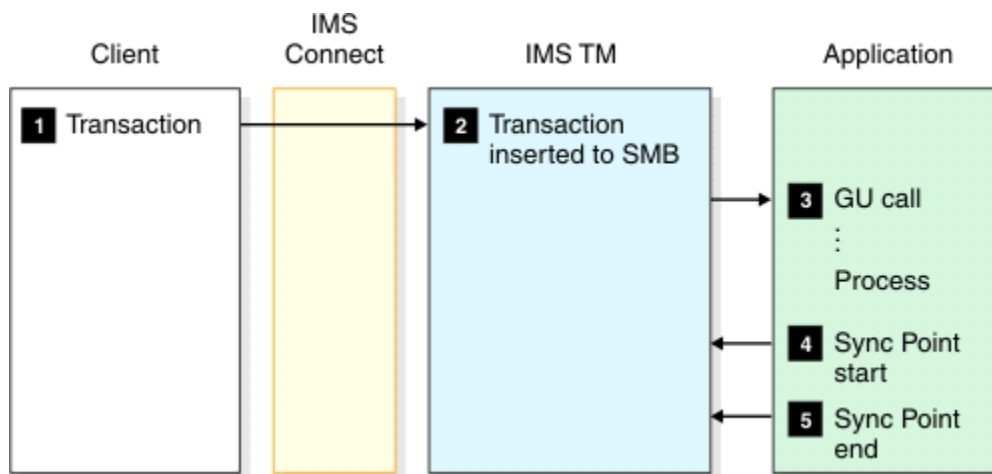 IMS
Client
Connect
IMS TM
Application
1 Transaction
2 Transaction
inserted to SMB
3 GU call
⋮
Process
4 Sync Point
start
5 Sync Point
end